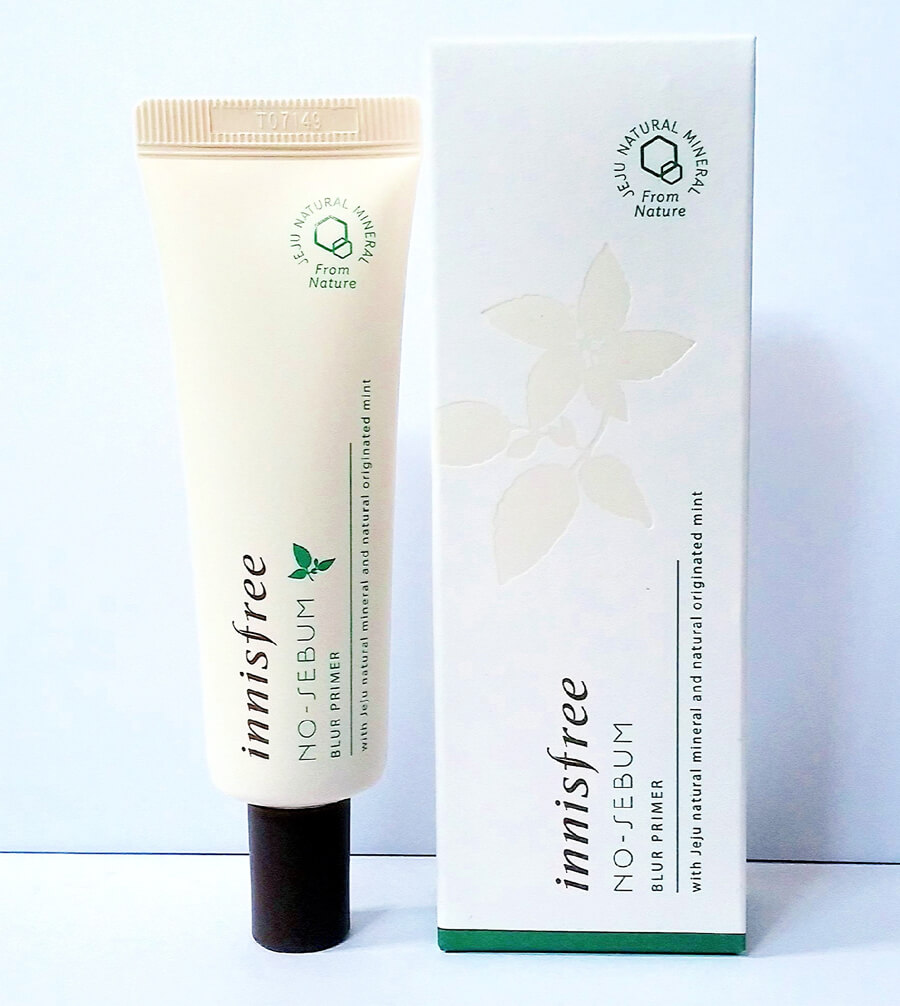 T07149
JEJU NATURAL MINERAL
From
Nature
innisfree
NO-SEBUM
BLUR PRIMER
with Jeju natural mineral and natural originated mint
JEJU NATURAL MINERAL
From
Nature
innisfree
NO-SEBUM
BLUR PRIMER
with Jeju natural mineral and natural originated mint